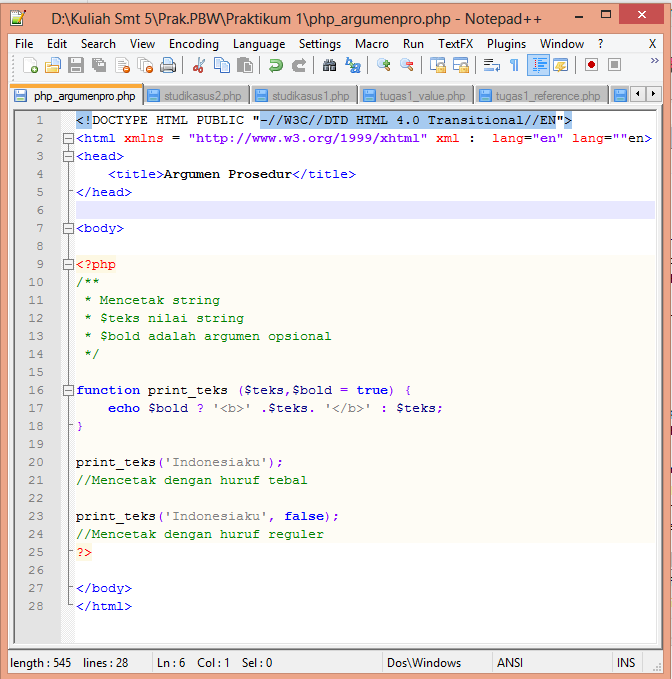 D:\Kuliah Smt 5\Prak.PBW\Praktikum 1\php_argumenpro.php - Notepad++
File Edit Search View Encoding Language Settings Macro Run TextFX Plugins Window ? X
php_argumenpro.php studikasus2.php studikasus1.php tugas1_value.php tugas1_reference.php
1 <!DOCTYPE HTML PUBLIC "-//W3C//DTD HTML 4.0 Transitional//EN">
2 <html xmlns = "http://www.w3.org/1999/xhtml" xml :  lang="en" lang=""en>
3 <head>
4     <title>Argumen Prosedur</title>
5 </head>
6
7 <body>
8
9 <?php
10 /**
11  * Mencetak string
12  * $teks nilai string
13  * $bold adalah argumen opsional
14  */
15
16 function print_teks ($teks,$bold = true) {
17     echo $bold ? '<b>' .$teks. '</b>' : $teks;
18 }
19
20 print_teks('Indonesiaku');
21 //Mencetak dengan huruf tebal
22
23 print_teks('Indonesiaku', false);
24 //Mencetak dengan huruf reguler
25 ?>
26
27 </body>
28 </html>
length : 545 lines : 28 Ln : 6 Col : 1 Sel : 0 Dos\Windows ANSI INS